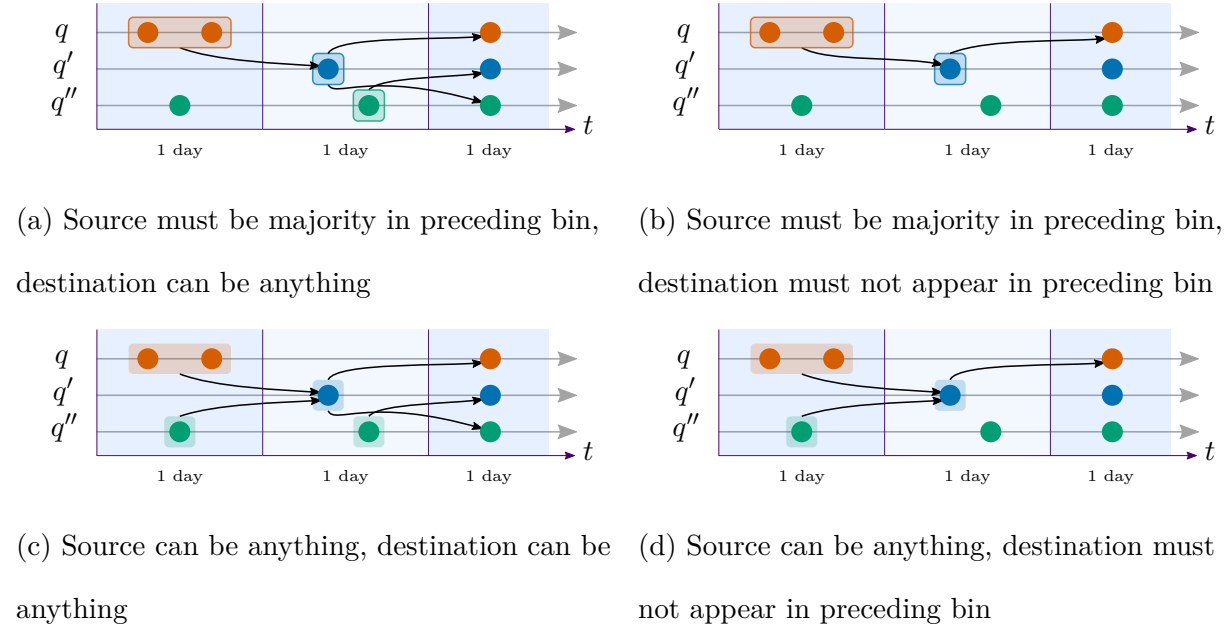 q
q′
q″
t
1 day 1 day 1 day
(a) Source must be majority in preceding bin,
destination can be anything
q
q′
q″
t
1 day 1 day 1 day
(b) Source must be majority in preceding bin,
destination must not appear in preceding bin
q
q′
q″
t
1 day 1 day 1 day
(c) Source can be anything, destination can be
anything
q
q′
q″
t
1 day 1 day 1 day
(d) Source can be anything, destination must
not appear in preceding bin